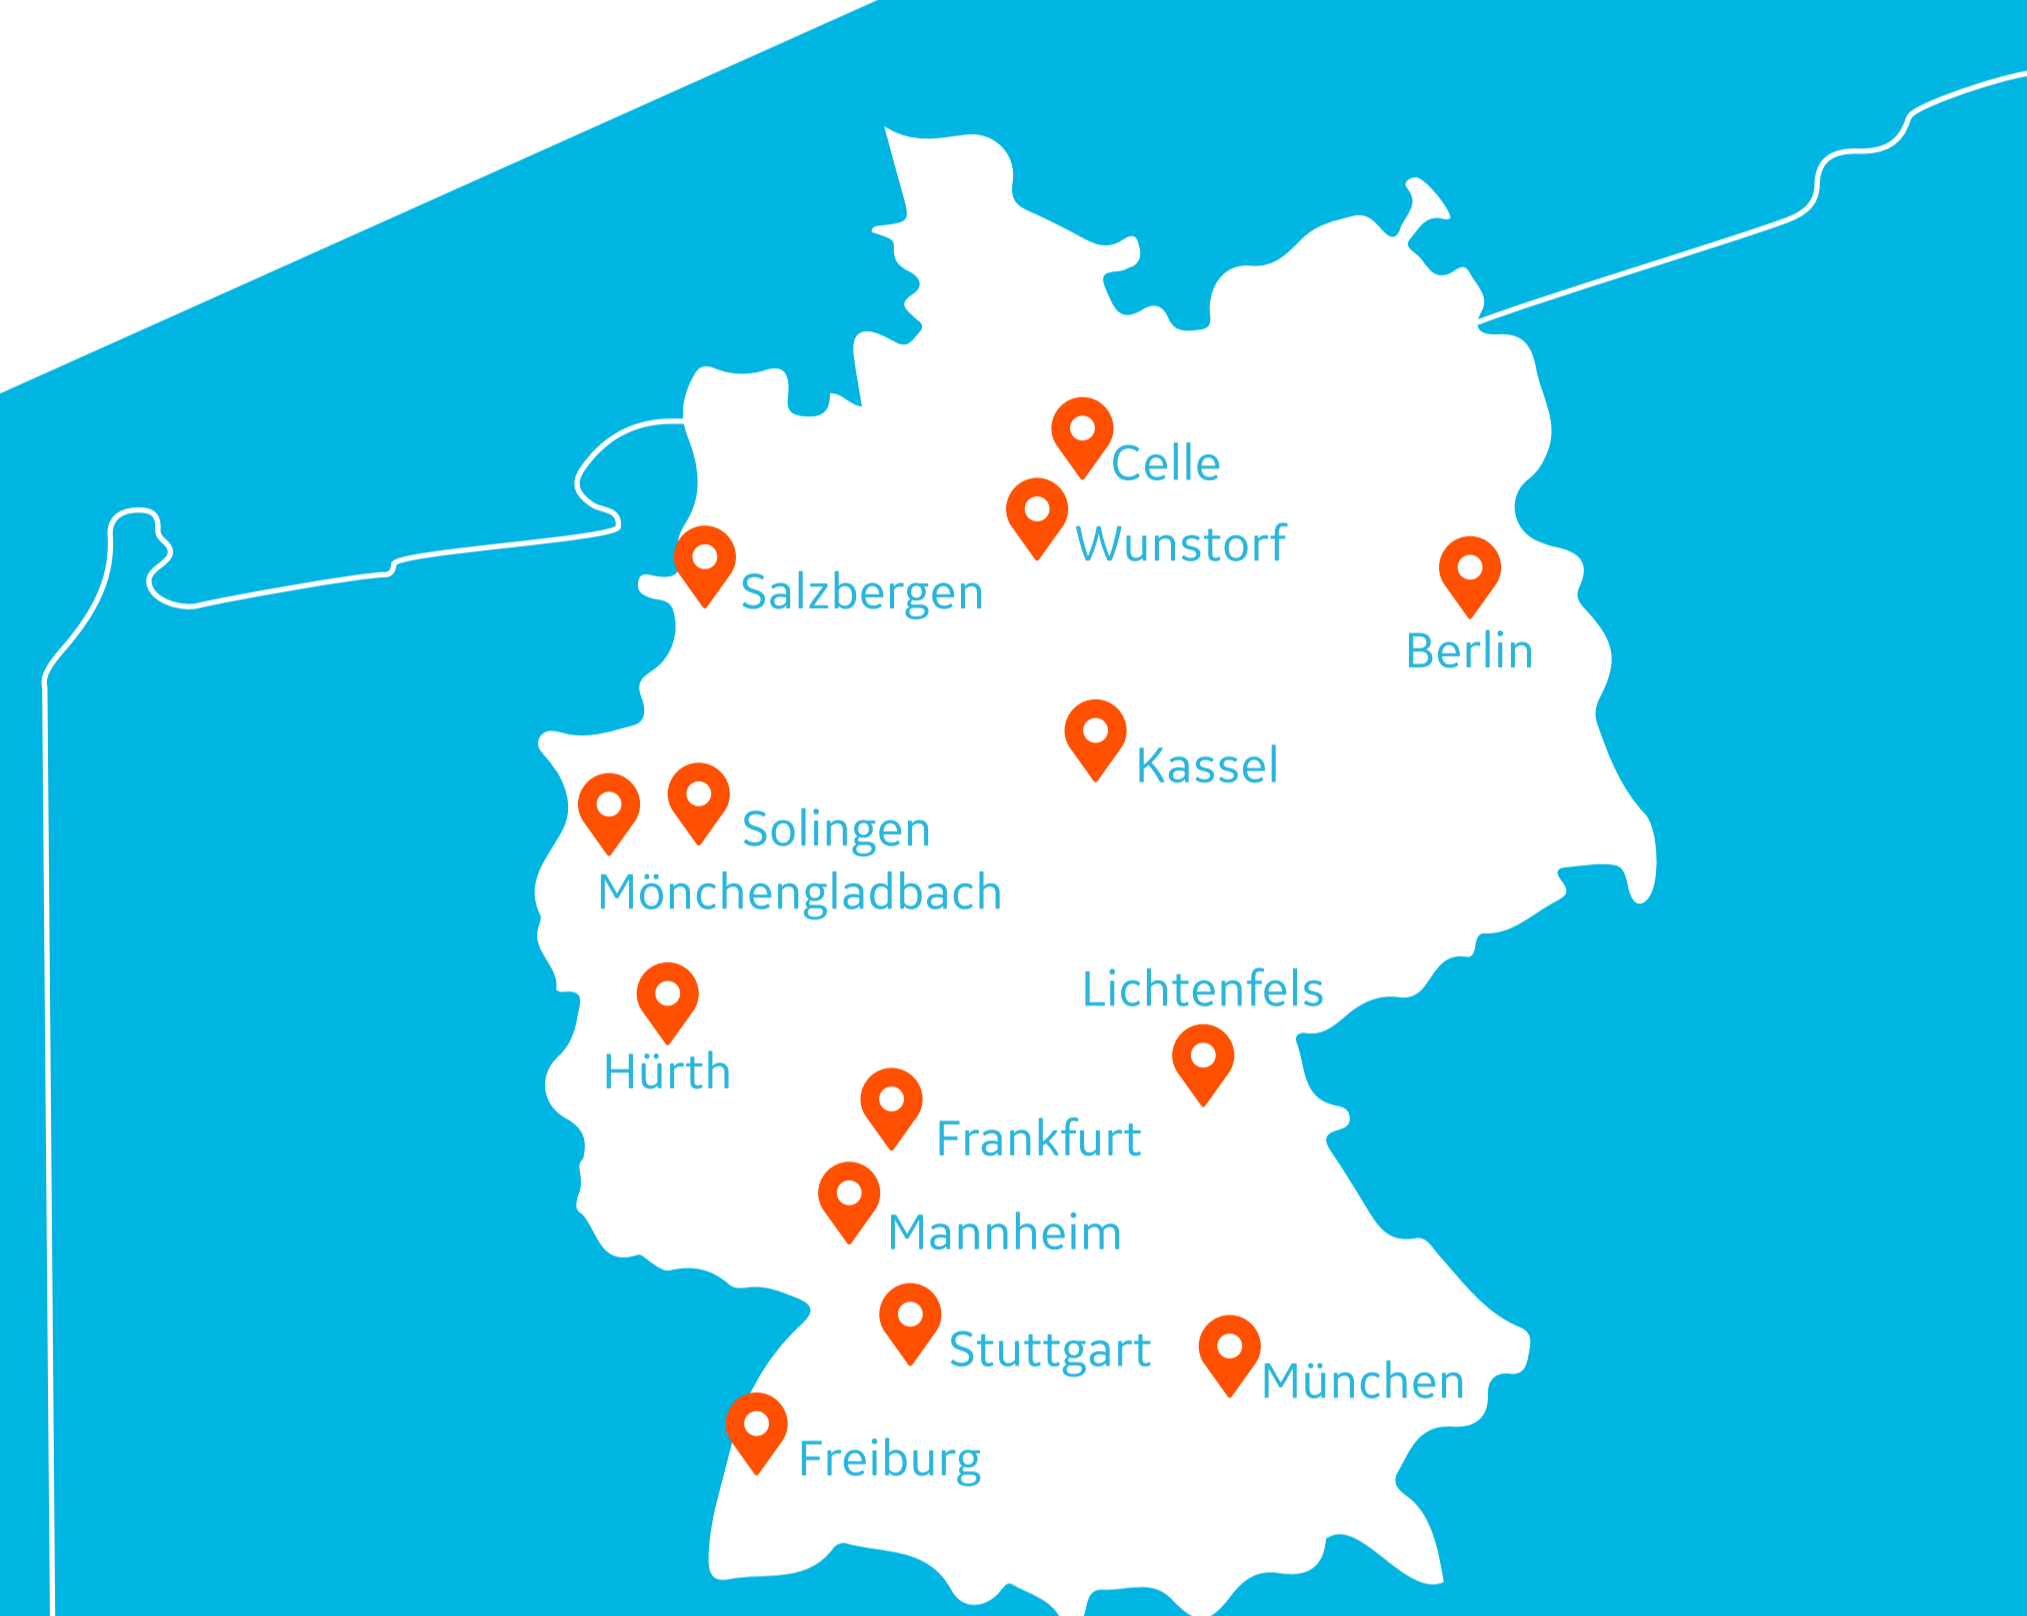 Celle
Wunstorf
Salzbergen
Berlin
Kassel
Solingen
Mönchengladbach
Lichtenfels
Hürth
Frankfurt
Mannheim
Stuttgart
München
Freiburg